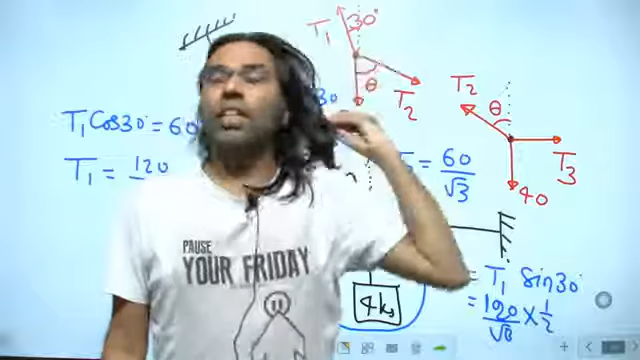 T₁
30°
θ
T₂
T₁ Cos30° = 60
30
T₁ = 120
T₂
θ
T₃
40
= 60/√3
4kg
= T₁ sin30°
= 120/√3 × 1/2
PAUSE
YOUR FRIDAY